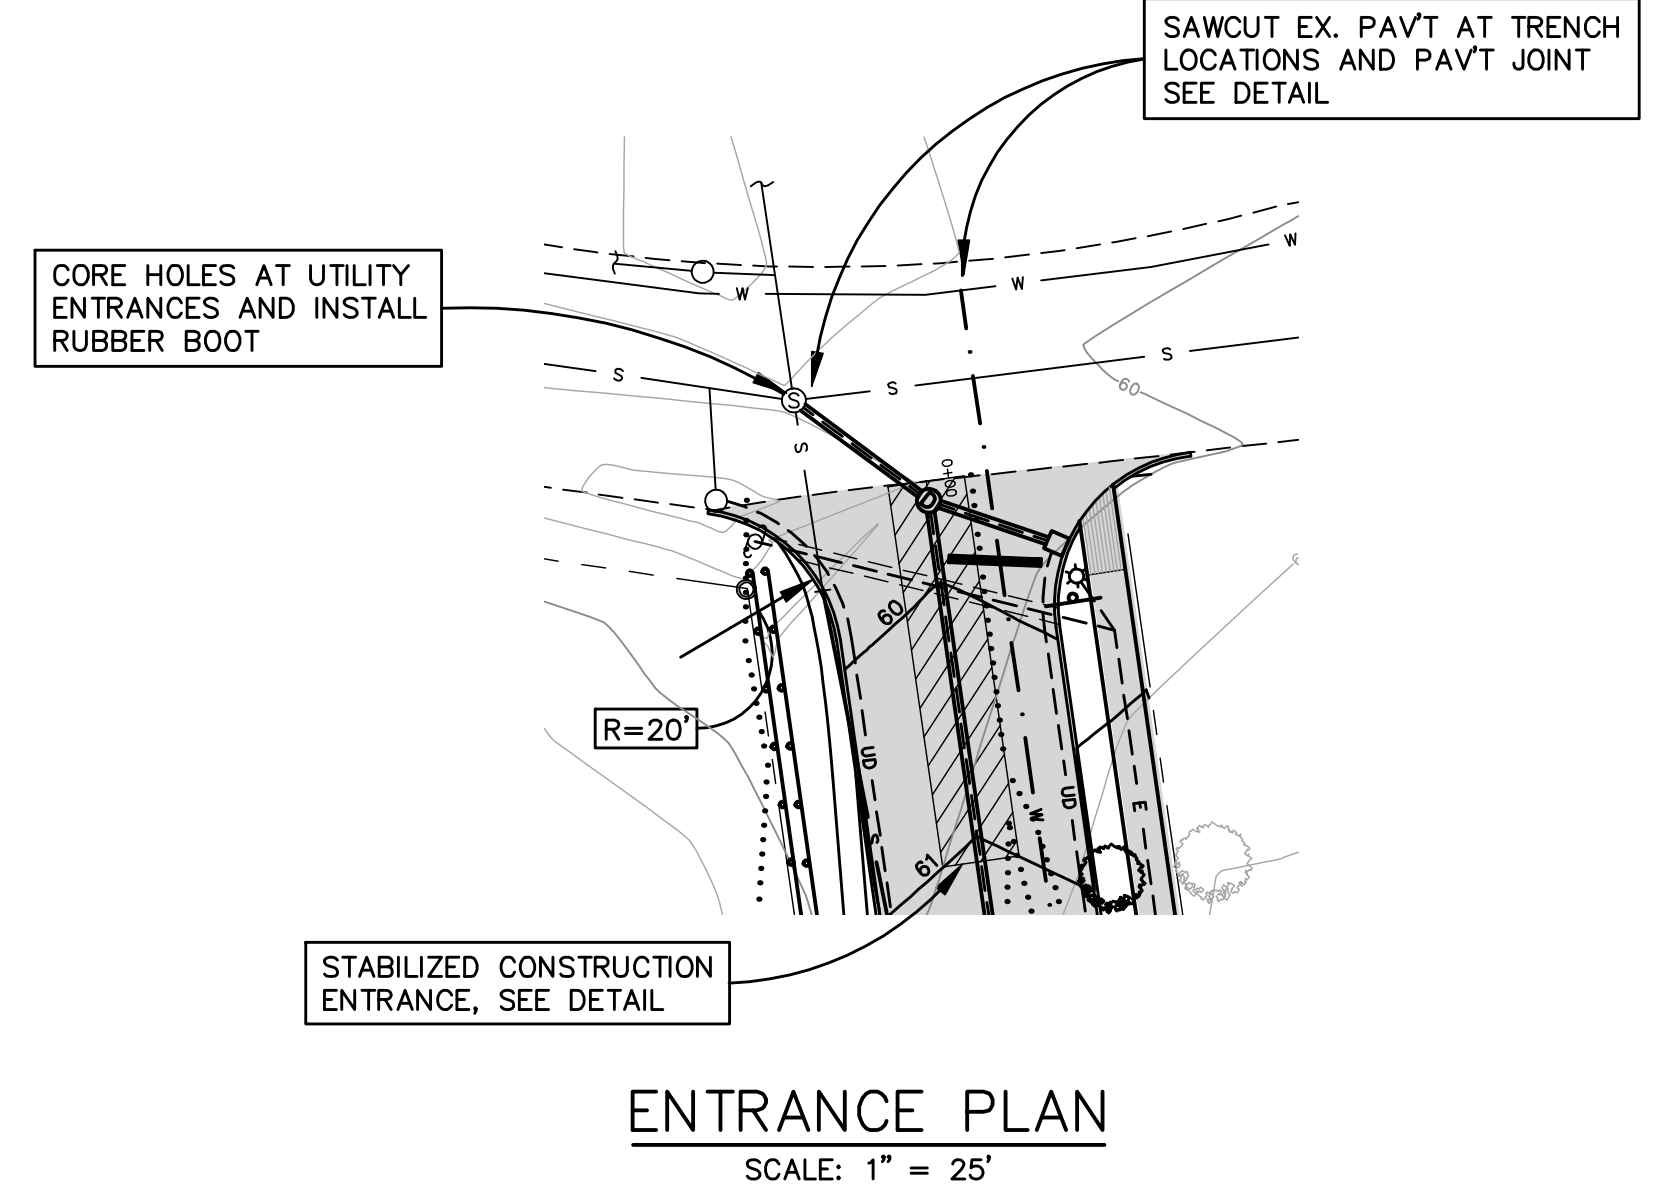 SAWCUT EX. PAV'T AT TRENCH
LOCATIONS AND PAV'T JOINT
SEE DETAIL
CORE HOLES AT UTILITY
ENTRANCES AND INSTALL
RUBBER BOOT
W
W
W
S
S
S
60
S
S
0+00
D
60
6
R=20'
UD
UD
W
E
S
61
STABILIZED CONSTRUCTION
ENTRANCE, SEE DETAIL
ENTRANCE PLAN
SCALE: 1" = 25'